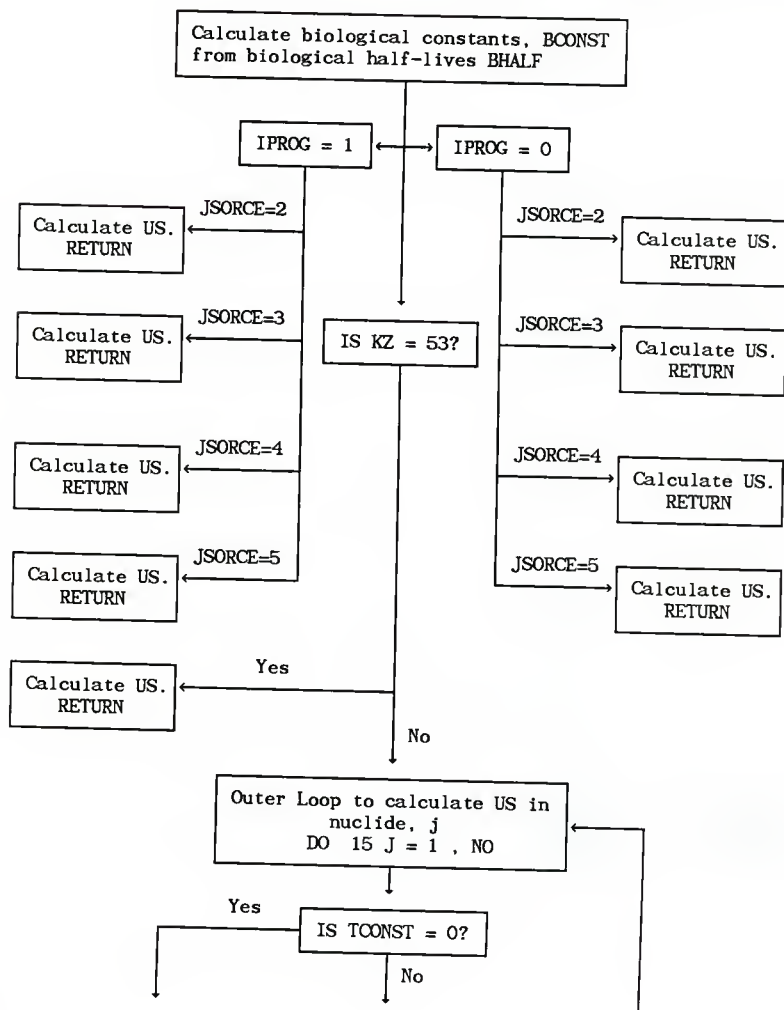 Calculate biological constants, BCONST
from biological half-lives BHALF
IPROG = 1
IPROG = 0
JSORCE=2
Calculate US.
RETURN
JSORCE=2
Calculate US.
RETURN
JSORCE=3
Calculate US.
RETURN
IS KZ = 53?
JSORCE=3
Calculate US.
RETURN
JSORCE=4
Calculate US.
RETURN
JSORCE=4
Calculate US.
RETURN
JSORCE=5
Calculate US.
RETURN
JSORCE=5
Calculate US.
RETURN
Yes
Calculate US.
RETURN
No
Outer Loop to calculate US in
nuclide, j
DO 15 J = 1 , NO
Yes
IS TCONST = 0?
No